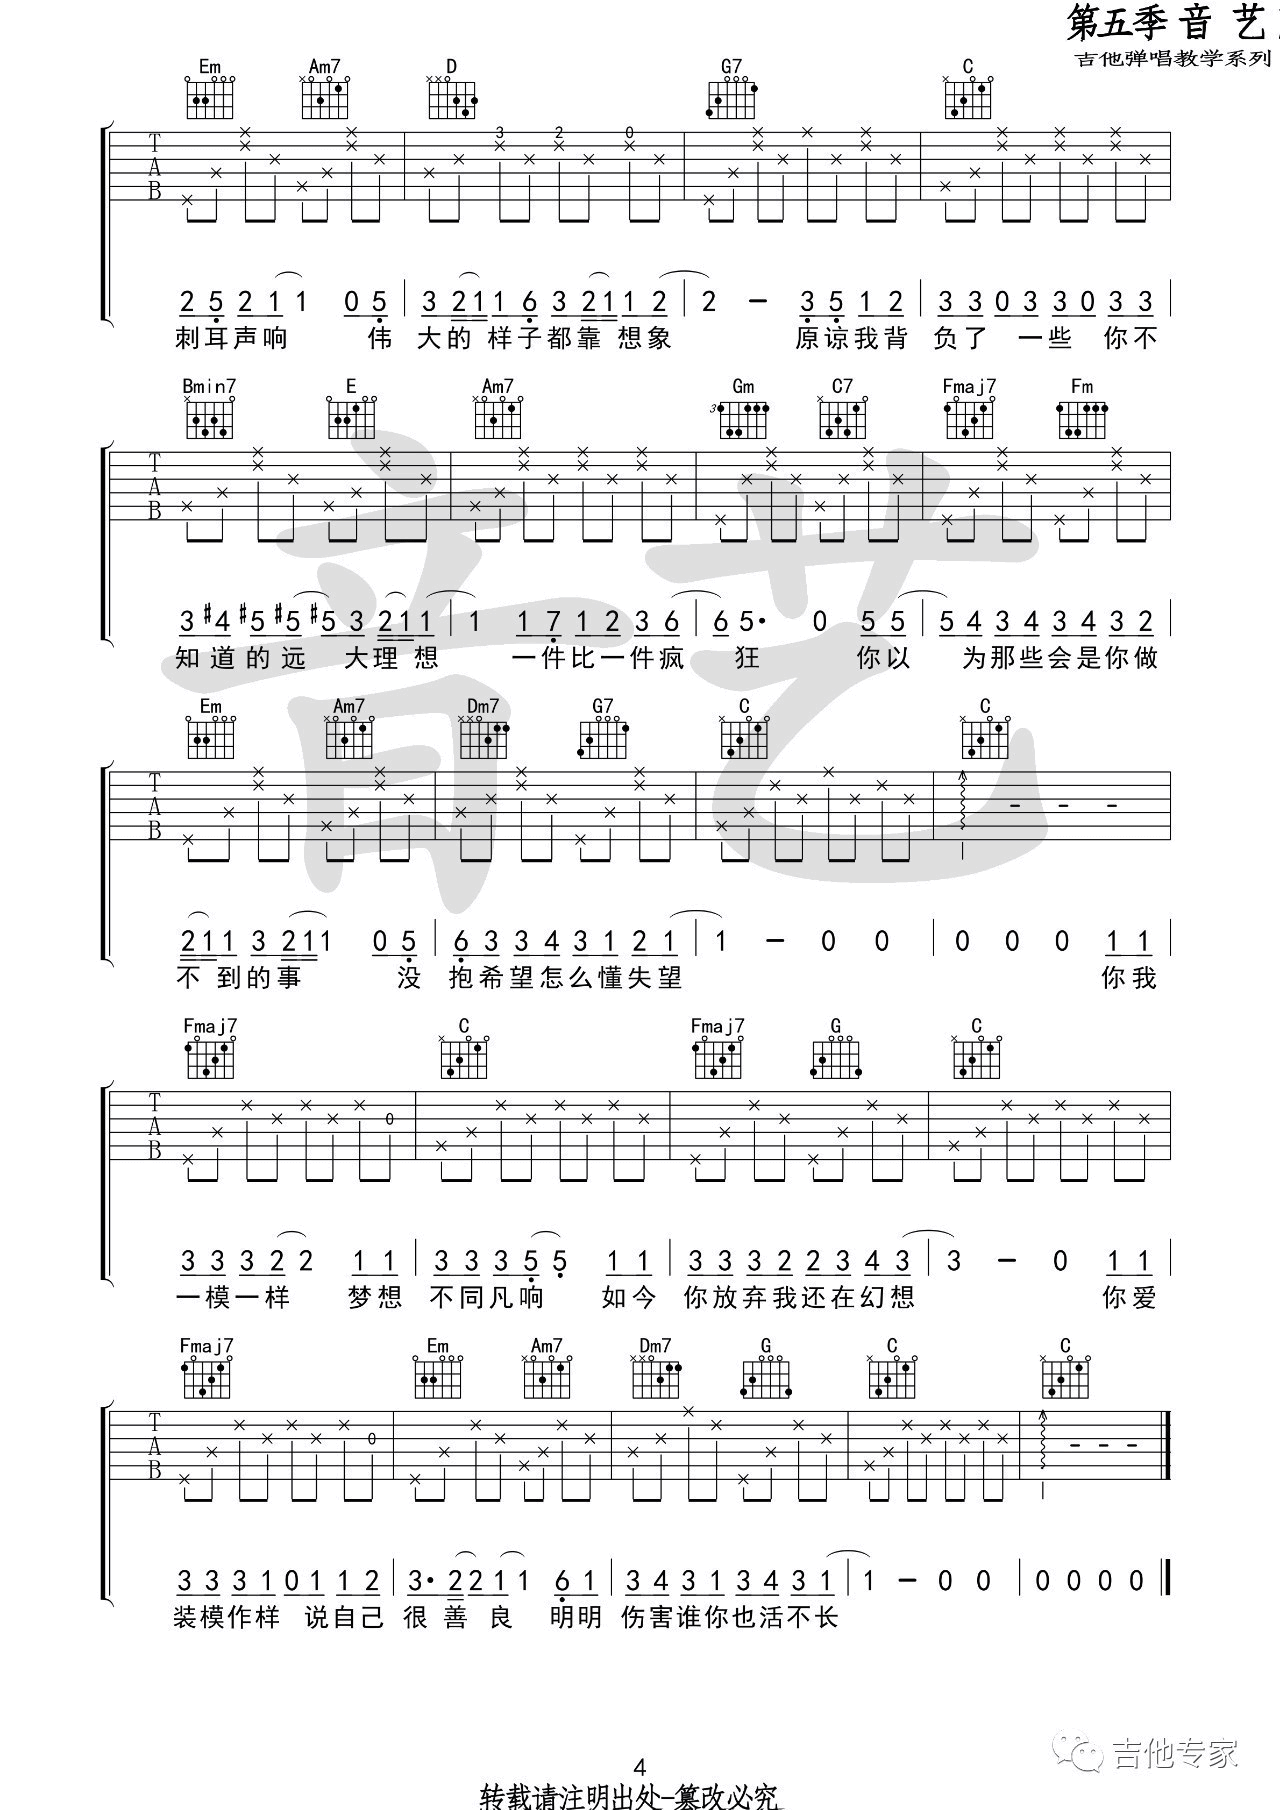 第五季 音 艺
吉他弹唱教学系列
Em Am7 D G7 C
3 2 0
T
A
B
2 5 2 1 1 0 5 3 2 1 1 6 3 2 1 1 2 2 - 3 5 1 2 3 3 0 3 3 0 3 3
刺耳声响 伟 大的 样子都靠 想象 原谅我背 负了 一些 你不
Bmin7 E Am7 Gm C7 Fmaj7 Fm
3
T
A
B
3 #4 #5 #5 #5 3 2 1 1 1 1 7 1 2 3 6 6 5· 0 5 5 5 4 3 4 3 4 3 2
知道的远 大理想 一件比一件疯 狂 你以 为那些会是你做
音艺
Em Am7 Dm7 G7 C C
T
A
B
- - -
2 1 1 3 2 1 1 0 5 6 3 3 4 3 1 2 1 1 - 0 0 0 0 0 1 1
不 到的事 没 抱希望怎么懂失望 你我
Fmaj7 C Fmaj7 G C
T
A
B
0
3 3 3 2 2 1 1 3 3 3 5 5 1 1 3 3 3 2 2 3 4 3 3 - 0 1 1
一模一样 梦想 不同凡响 如今 你放弃我还在幻想 你爱
Fmaj7 Em Am7 Dm7 G C C
T
A
B
0
- - -
3 3 3 1 0 1 1 2 3· 2 2 1 1 6 1 3 4 3 1 3 4 3 1 1 - 0 0 0 0 0 0
装模作样 说自己 很 善 良 明明 伤害谁你也活不长
4
转载请注明出处-篡改必究
吉他专家